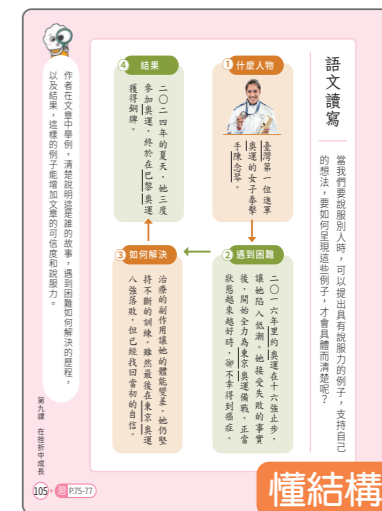 語文讀寫
當我們要說服別人時，可以提出具有說服力的例子，支持自己
的想法，要如何呈現這些例子，才會具體而清楚呢？
1 什麼人物
臺灣第一位進軍
奧運的女子拳擊
手陳念琴。
2 遇到困難
二〇一六年里約奧運在十六強止步，
讓她陷入低潮。她接受失敗的事實
後，開始全力為東京奧運備戰，正當
狀態越來越好時，卻不幸得到癌症。
3 如何解決
治療的副作用讓她的體能變差，她仍堅
持不斷的訓練。雖然最後在東京奧運
八強落敗，但已經找回當初的自信。
4 結果
二〇二四年的夏天，她三度
參加奧運，終於在巴黎奧運
獲得銅牌。
作者在文章中舉例，清楚說明這是誰的故事，遇到困難如何解決的歷程，
以及結果，這樣的例子能增加文章的可信度和說服力。
第九課 在挫折中成長
105 P.75-77
懂結構